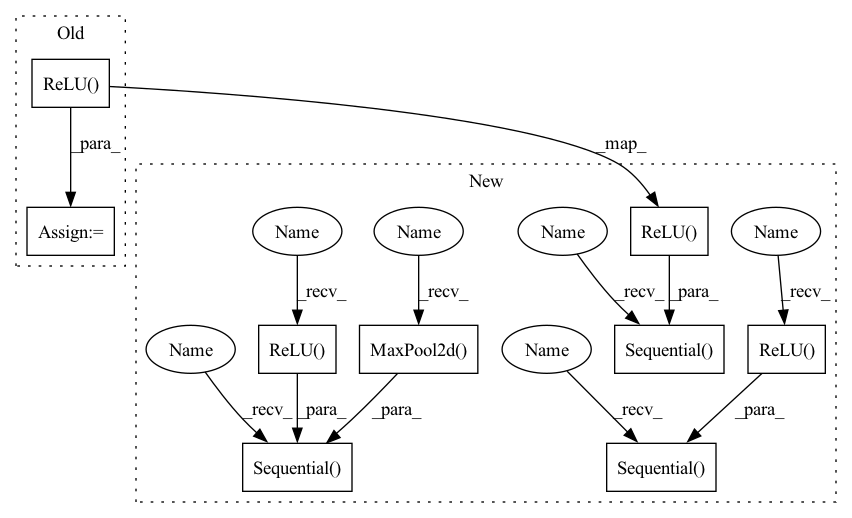 Old
ReLU()
_para_
_map_
Assign:=
New
Name
Name
Name
ReLU()
Name
_recv_
_recv_
_recv_
_para_
_recv_
Name
ReLU()
MaxPool2d()
Name
Sequential()
ReLU()
_recv_
_para_
_para_
_recv_
_para_
Sequential()
Sequential()